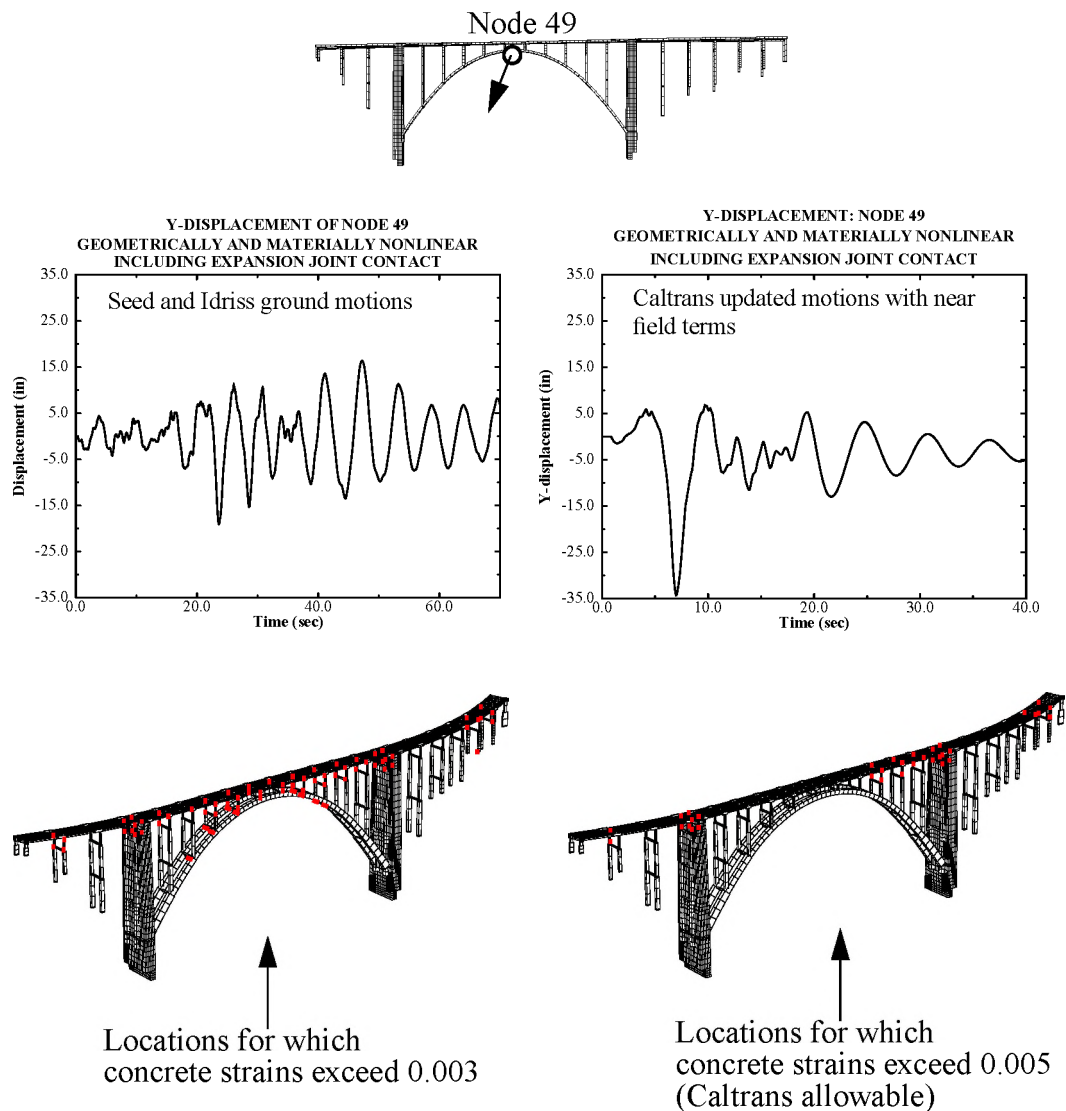 Node 49
Y-DISPLACEMENT OF NODE 49
GEOMETRICALLY AND MATERIALLY NONLINEAR
INCLUDING EXPANSION JOINT CONTACT
35.0
25.0
15.0
5.0
-5.0
-15.0
-25.0
-35.0
Displacement (in)
Seed and Idriss ground motions
0.0
20.0
40.0
60.0
Time (sec)
Y-DISPLACEMENT: NODE 49
GEOMETRICALLY AND MATERIALLY NONLINEAR
INCLUDING EXPANSION JOINT CONTACT
35.0
25.0
15.0
5.0
-5.0
-15.0
-25.0
-35.0
Y-displacement (in)
Caltrans updated motions with near
field terms
0.0
10.0
20.0
30.0
40.0
Time (sec)
Locations for which
concrete strains exceed 0.003
Locations for which
concrete strains exceed 0.005
(Caltrans allowable)